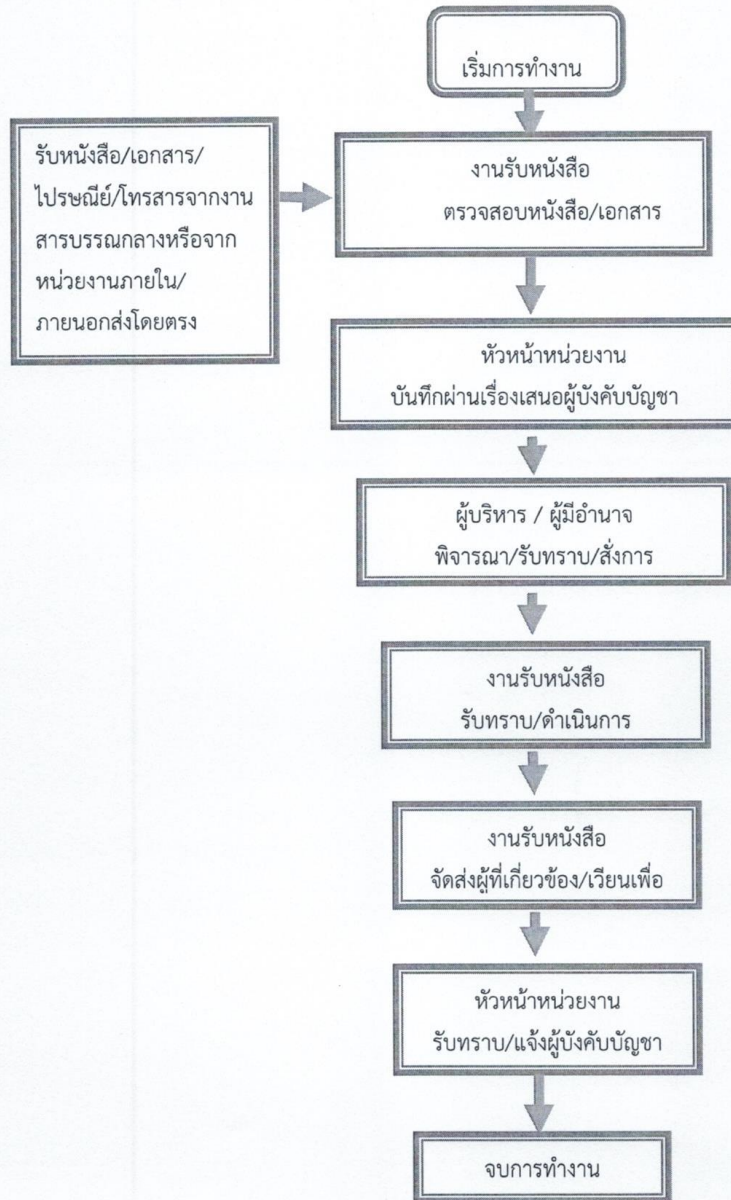 เริ่มการทำงาน
รับหนังสือ/เอกสาร/
ไปรษณีย์/โทรสารจากงาน
สารบรรณกลางหรือจาก
หน่วยงานภายใน/
ภายนอกส่งโดยตรง
งานรับหนังสือ
ตรวจสอบหนังสือ/เอกสาร
หัวหน้าหน่วยงาน
บันทึกผ่านเรื่องเสนอผู้บังคับบัญชา
ผู้บริหาร / ผู้มีอำนาจ
พิจารณา/รับทราบ/สั่งการ
งานรับหนังสือ
รับทราบ/ดำเนินการ
งานรับหนังสือ
จัดส่งผู้ที่เกี่ยวข้อง/เวียนเพื่อ
หัวหน้าหน่วยงาน
รับทราบ/แจ้งผู้บังคับบัญชา
จบการทำงาน